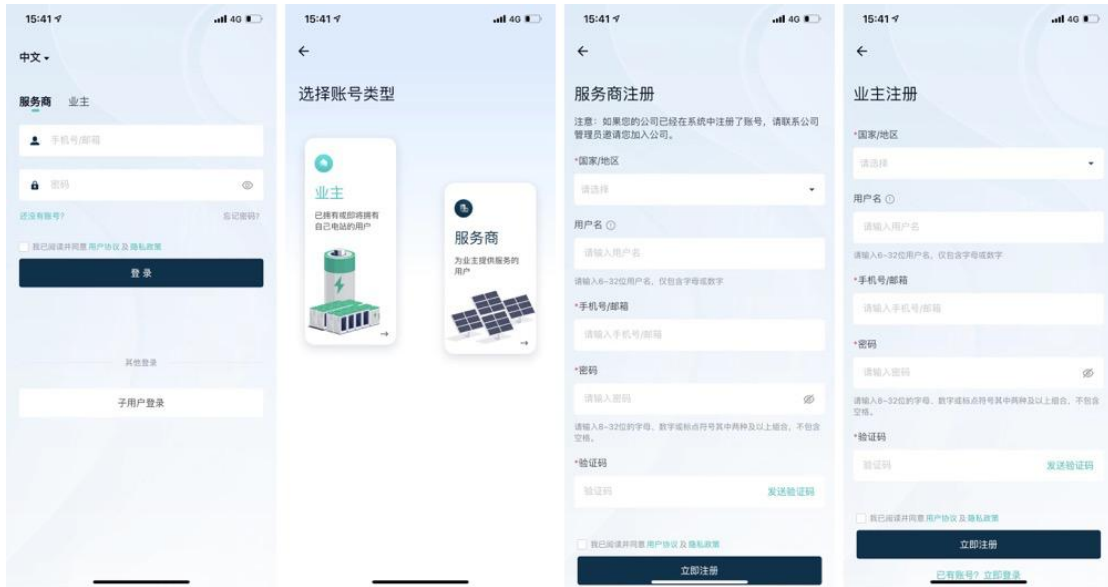 15:41
4G
中文
服务商 业主
手机号/邮箱
密码
还没有账号? 忘记密码?
我已阅读并同意 用户协议 及 隐私政策
登录
其他登录
子用户登录
15:41
4G
选择账号类型
业主
已拥有或即将拥有
自己电站的用户
服务商
为业主提供服务的
用户
15:41
4G
服务商注册
注意:如果您的公司已经在系统中注册了账号,请联系公司
管理员邀请您加入公司。
*国家/地区
请选择
用户名
请输入用户名
请输入6-32位用户名,仅包含字母或数字
*手机号/邮箱
请输入手机号/邮箱
*密码
请输入密码
请输入8-32位的字母、数字或标点符号其中两种及以上组合,不包含
空格。
*验证码
验证码 发送验证码
我已阅读并同意 用户协议 及 隐私政策
立即注册
15:41
4G
业主注册
*国家/地区
请选择
用户名
请输入用户名
请输入6-32位用户名,仅包含字母或数字
*手机号/邮箱
请输入手机号/邮箱
*密码
请输入密码
请输入8-32位的字母、数字或标点符号其中两种及以上组合,不包含
空格。
*验证码
验证码 发送验证码
我已阅读并同意 用户协议 及 隐私政策
立即注册
已有账号? 立即登录